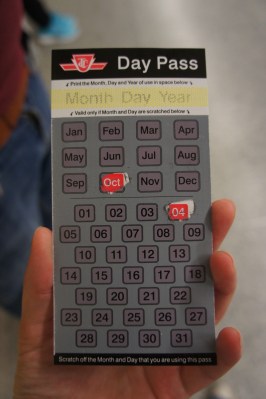 Day Pass
Print the Month, Day and Year of use in space below
Month Day Year
Valid only if Month and Day are scratched below
Jan Feb Mar Apr
May Jun Jul Aug
Sep Oct Nov Dec
01 02 03 04
05 06 07 08 09
10 11 12 13
14 15 16 17 18
19 20 21 22
23 24 25 26 27
28 29 30 31
Scratch off the Month and Day that you are using this pass